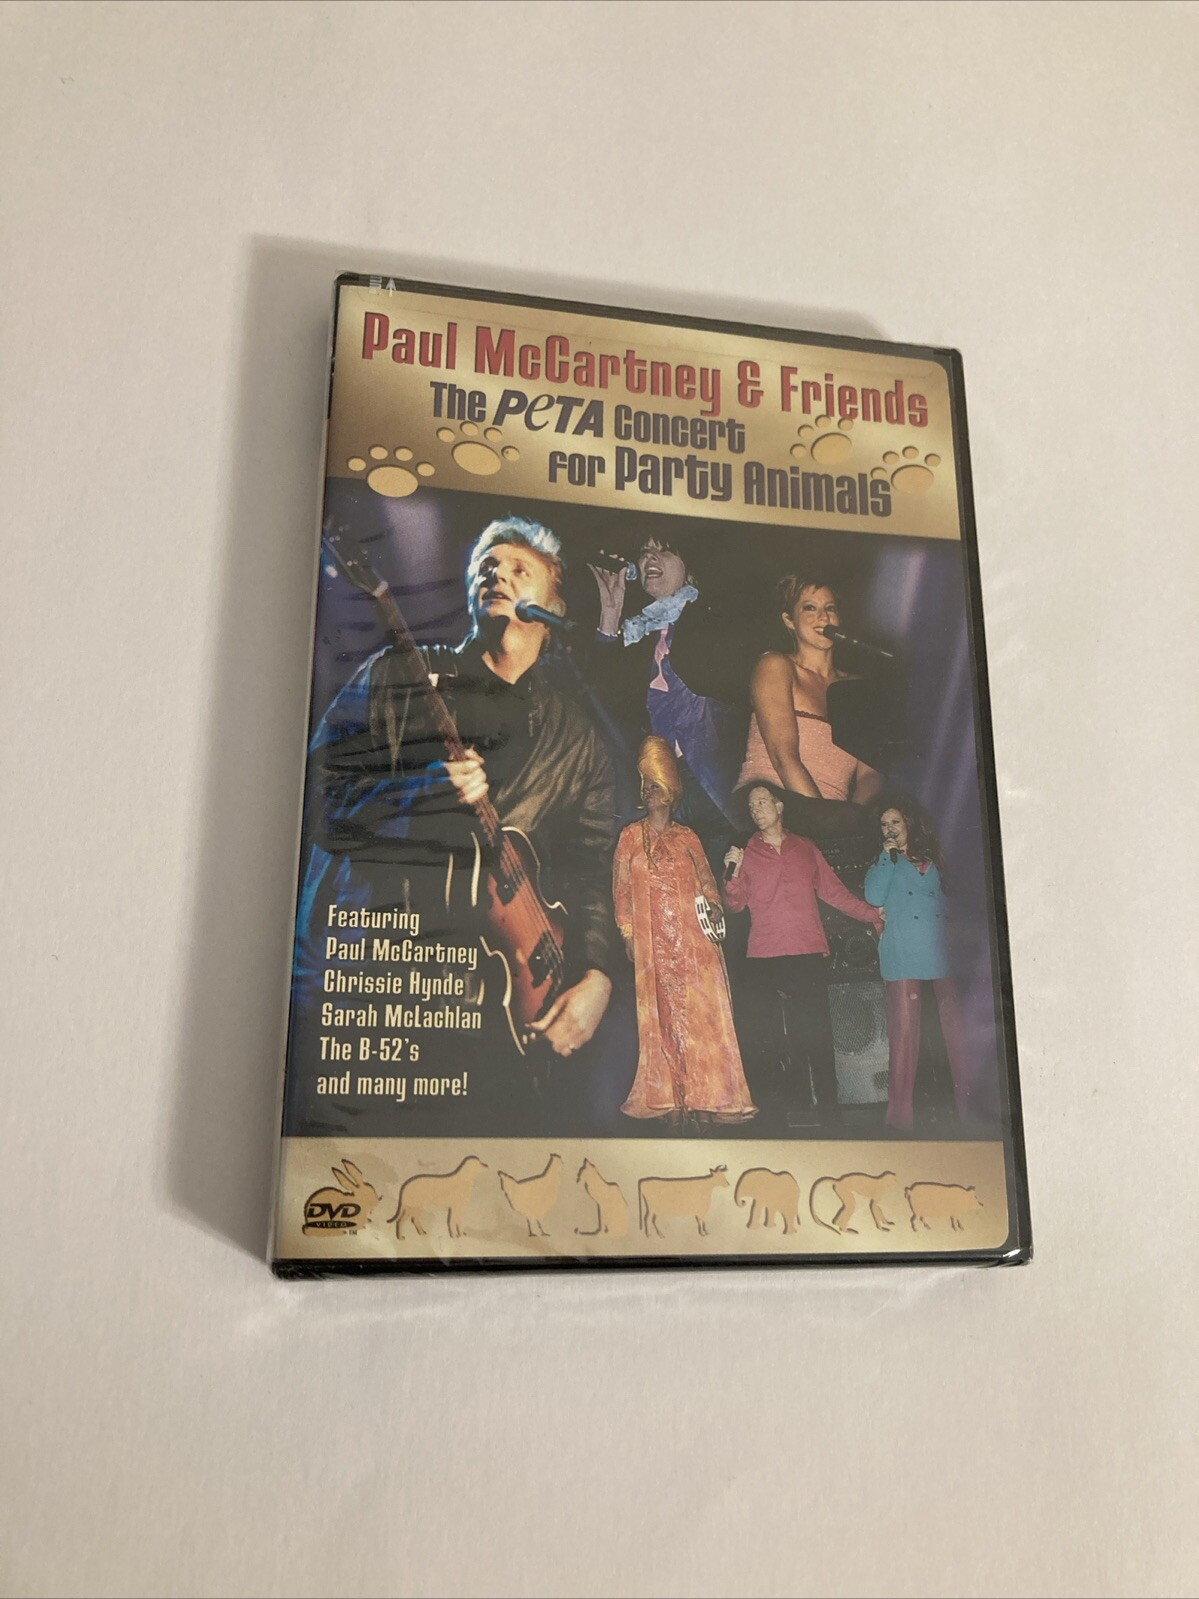 Paul McCartney & Friends
The PeTA Concert
for Party Animals
Featuring
Paul McCartney
Chrissie Hynde
Sarah McLachlan
The B-52's
and many more!
DVD
VIDEO
TM